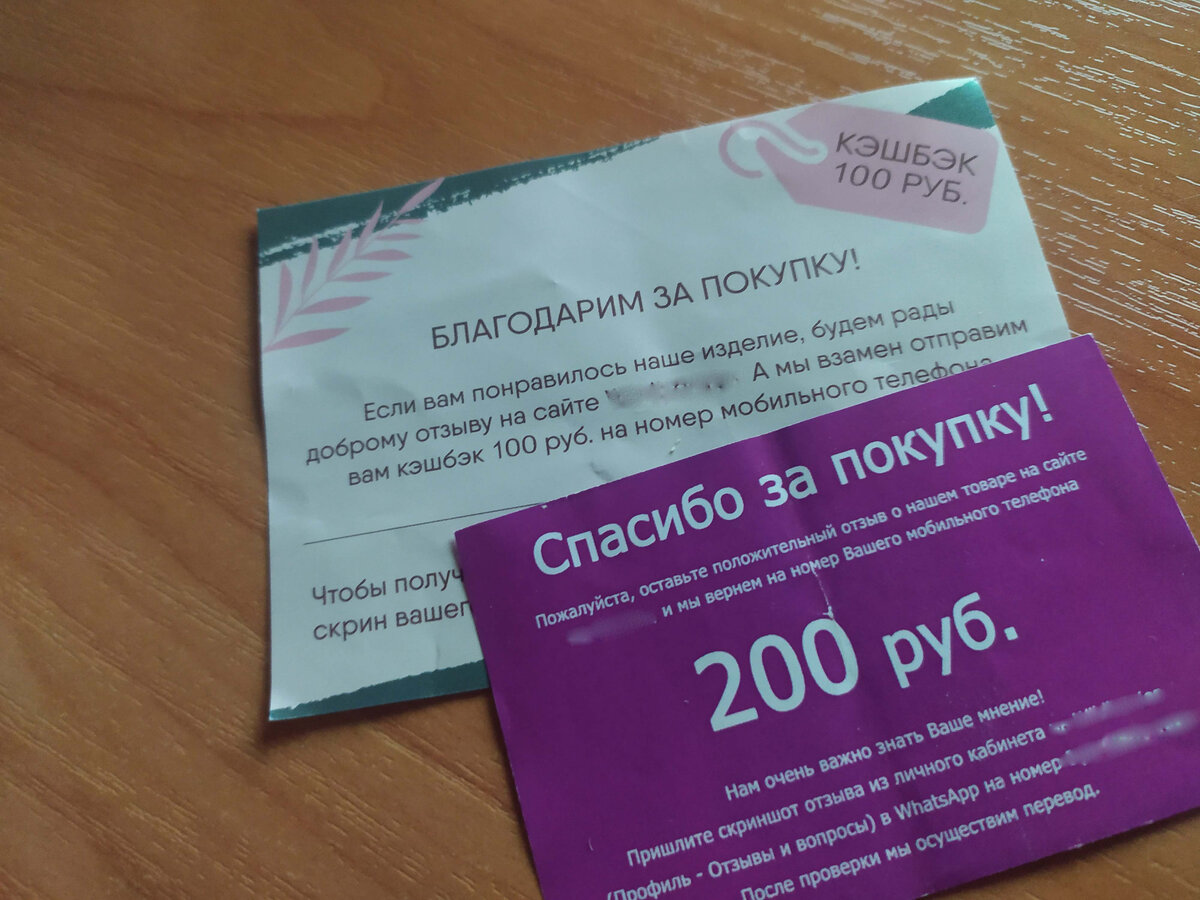 КЭШБЭК
100 РУБ.
БЛАГОДАРИМ ЗА ПОКУПКУ!
Если вам понравилось наше изделие, будем рады
доброму отзыву на сайте А мы взамен отправим
вам кэшбэк 100 руб. на номер мобильного телефона
Чтобы получ
скрин вашег
Спасибо за покупку!
Пожалуйста, оставьте положительный отзыв о нашем товаре на сайте
и мы вернем на номер Вашего мобильного телефона
200 руб.
Нам очень важно знать Ваше мнение!
Пришлите скриншот отзыва из личного кабинета
(Профиль - Отзывы и вопросы) в WhatsApp на номер
После проверки мы осуществим перевод.